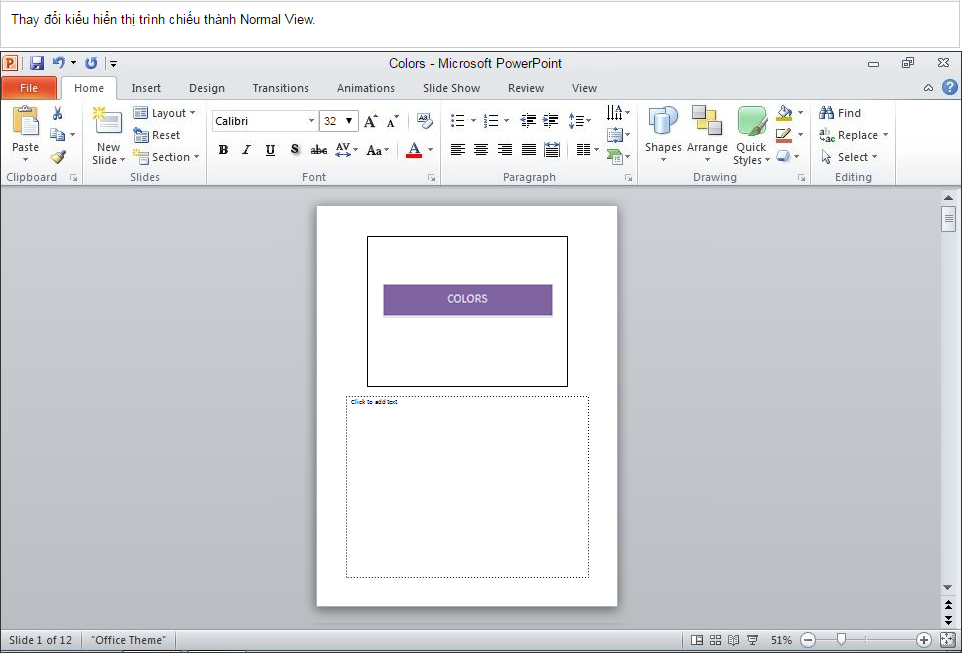 Thay đổi kiểu hiển thị trình chiếu thành Normal View.
Colors - Microsoft PowerPoint
File Home Insert Design Transitions Animations Slide Show Review View
Paste
Clipboard
New
Slide
Layout
Reset
Section
Slides
Calibri 32
B I U S abc AV Aa A
Font
Paragraph
Shapes Arrange Quick
Styles
Drawing
Find
Replace
Select
Editing
COLORS
Click to add text
Slide 1 of 12 "Office Theme" 51%